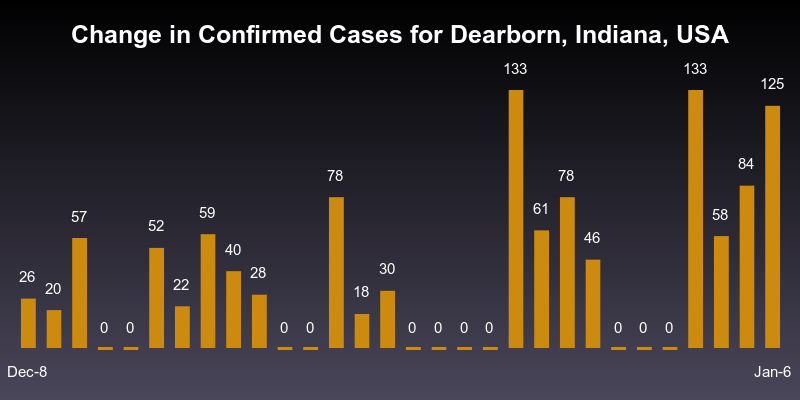 Change in Confirmed Cases for Dearborn, Indiana, USA
26 20 57 0 0 52 22 59 40 28 0 0 78 18 30 0 0 0 0 133 61 78 46 0 0 0 133 58 84 125
Dec-8 Jan-6